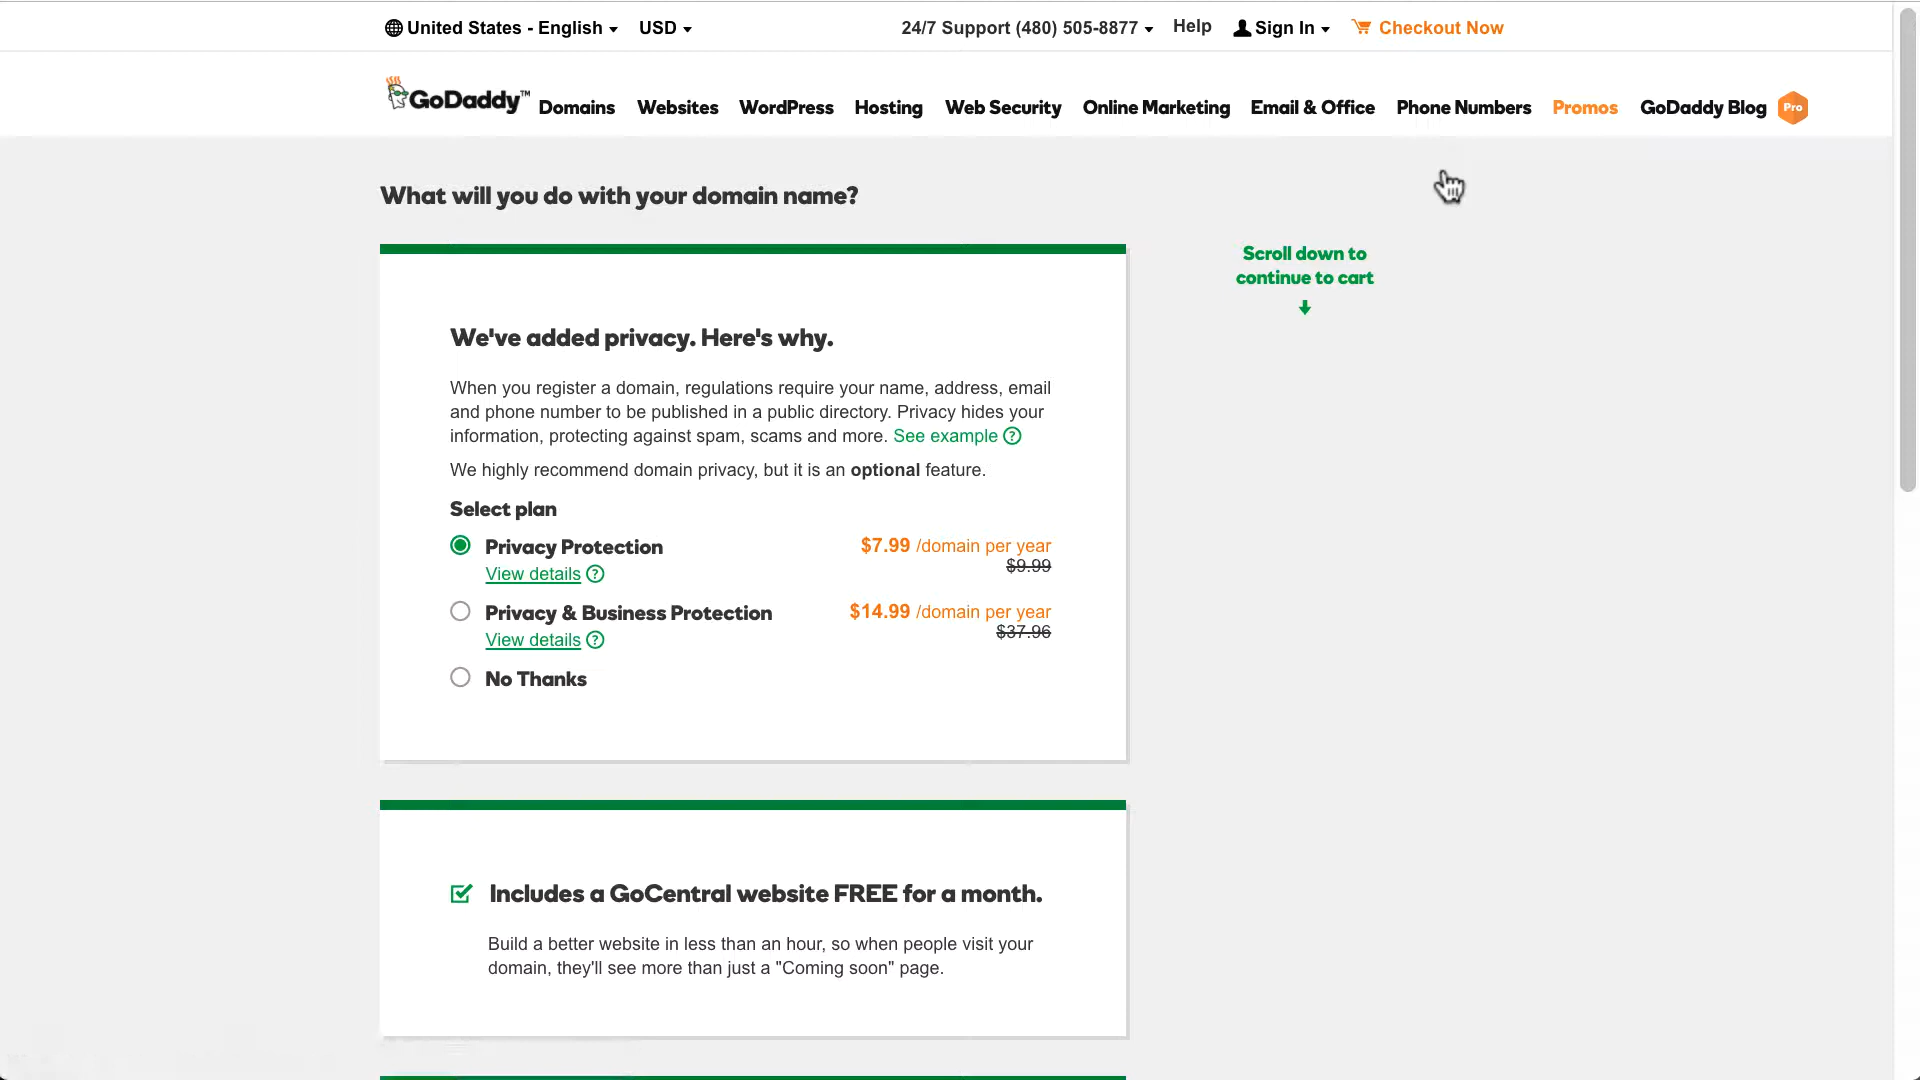 United States - English USD 24/7 Support (480) 505-8877 Help Sign In Checkout Now
GoDaddy™ Domains Websites WordPress Hosting Web Security Online Marketing Email & Office Phone Numbers Promos GoDaddy Blog Pro
What will you do with your domain name?
Scroll down to
continue to cart
We've added privacy. Here's why.
When you register a domain, regulations require your name, address, email
and phone number to be published in a public directory. Privacy hides your
information, protecting against spam, scams and more. See example ?
We highly recommend domain privacy, but it is an optional feature.
Select plan
Privacy Protection $7.99 /domain per year
$9.99
View details ?
Privacy & Business Protection $14.99 /domain per year
$37.96
View details ?
No Thanks
Includes a GoCentral website FREE for a month.
Build a better website in less than an hour, so when people visit your
domain, they'll see more than just a "Coming soon" page.